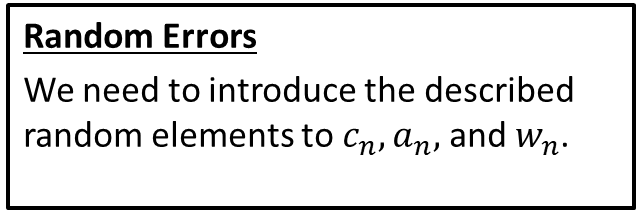 Random Errors
We need to introduce the described
random elements to cₙ, aₙ, and wₙ.